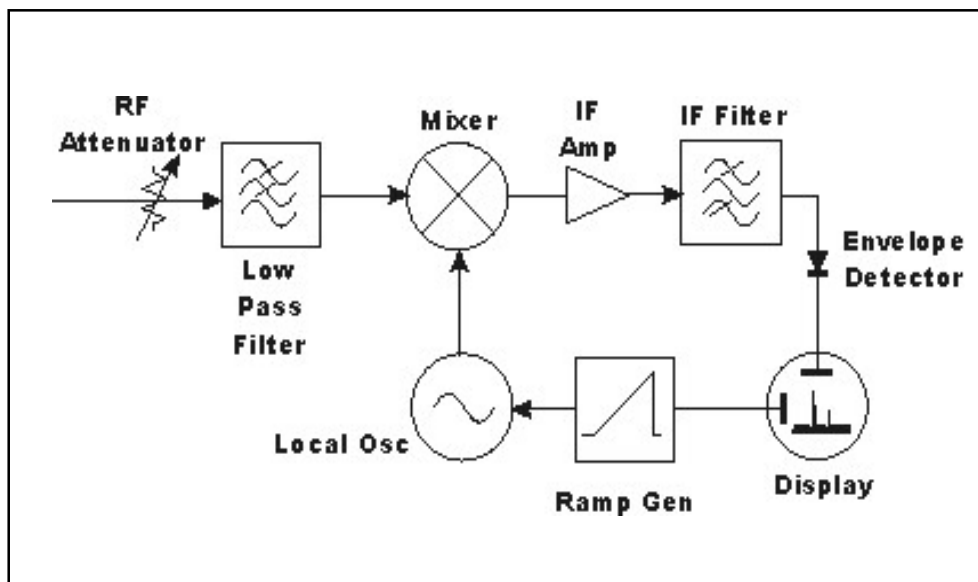 RF
Attenuator
Low
Pass
Filter
Mixer
IF
Amp
IF Filter
Envelope
Detector
Local Osc
Ramp Gen
Display